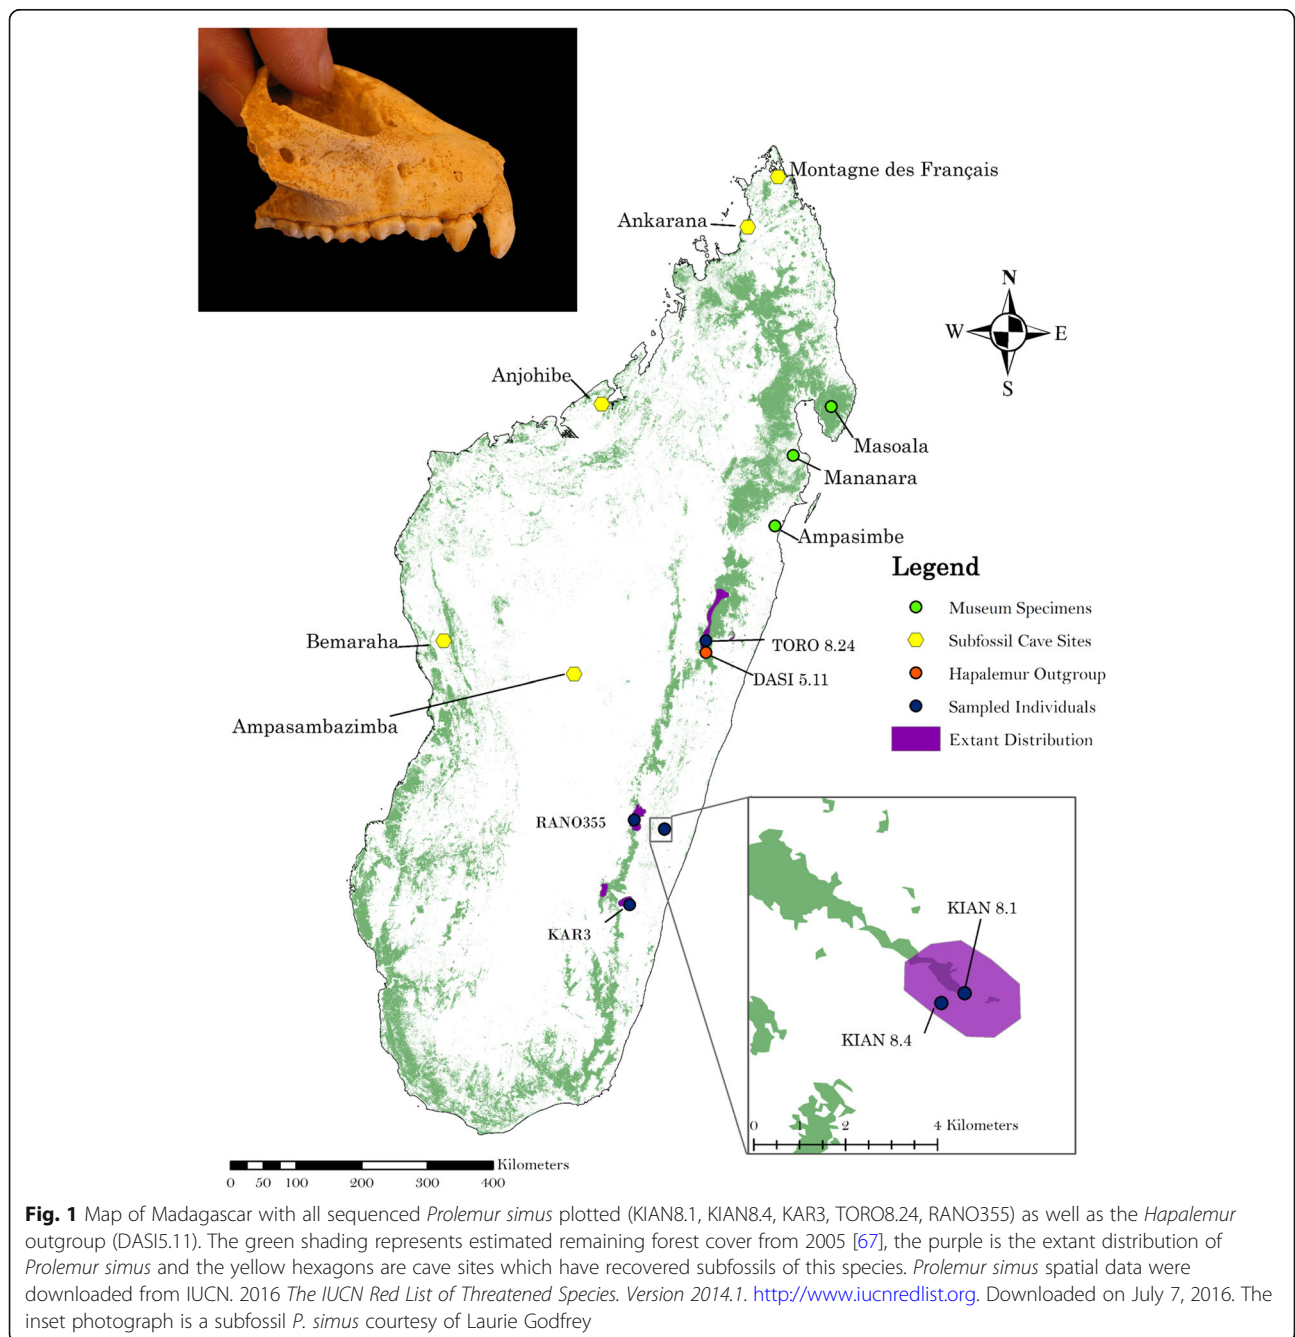 Montagne des Français
Ankarana
N
W
E
S
Anjohibe
Masoala
Mananara
Ampasimbe
Legend
Museum Specimens
Subfossil Cave Sites
Hapalemur Outgroup
Sampled Individuals
Extant Distribution
Bemaraha
TORO 8.24
DASI 5.11
Ampasambazimba
RANO355
KAR3
KIAN 8.1
KIAN 8.4
0 1 2 4 Kilometers
Kilometers
0 50 100 200 300 400
Fig. 1 Map of Madagascar with all sequenced Prolemur simus plotted (KIAN8.1, KIAN8.4, KAR3, TORO8.24, RANO355) as well as the Hapalemur
outgroup (DASI5.11). The green shading represents estimated remaining forest cover from 2005 [67], the purple is the extant distribution of
Prolemur simus and the yellow hexagons are cave sites which have recovered subfossils of this species. Prolemur simus spatial data were
downloaded from IUCN. 2016 The IUCN Red List of Threatened Species. Version 2014.1. http://www.iucnredlist.org. Downloaded on July 7, 2016. The
inset photograph is a subfossil P. simus courtesy of Laurie Godfrey